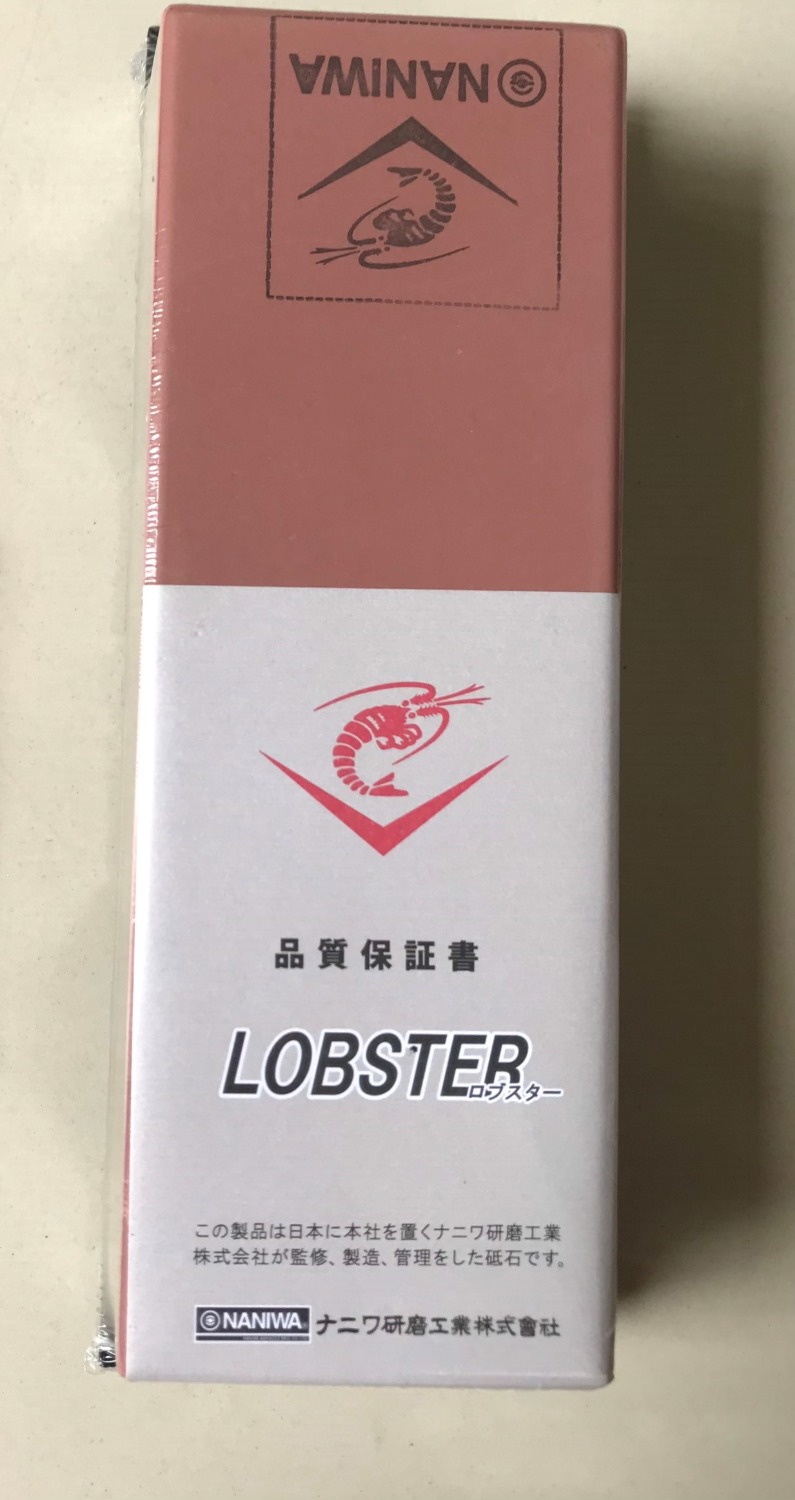 NANIWA
品質保証書
LOBSTER
ロブスター
この製品は日本に本社を置くナニワ研磨工業
株式会社が監修、製造、管理をした砥石です。
NANIWA ナニワ研磨工業株式會社